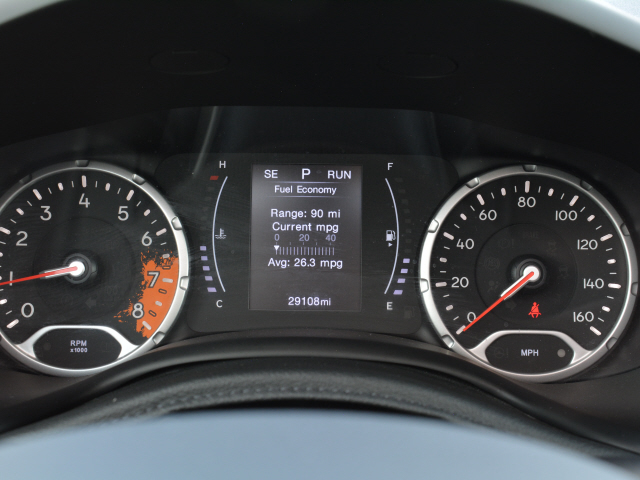 H
F
SE P RUN
Fuel Economy
Range: 90 mi
Current mpg
0 20 40
Avg: 26.3 mpg
29108mi
C
E
0 1 2 3 4 5 6 7 8
RPM
x1000
0 20 40 60 80 100 120 140 160
MPH